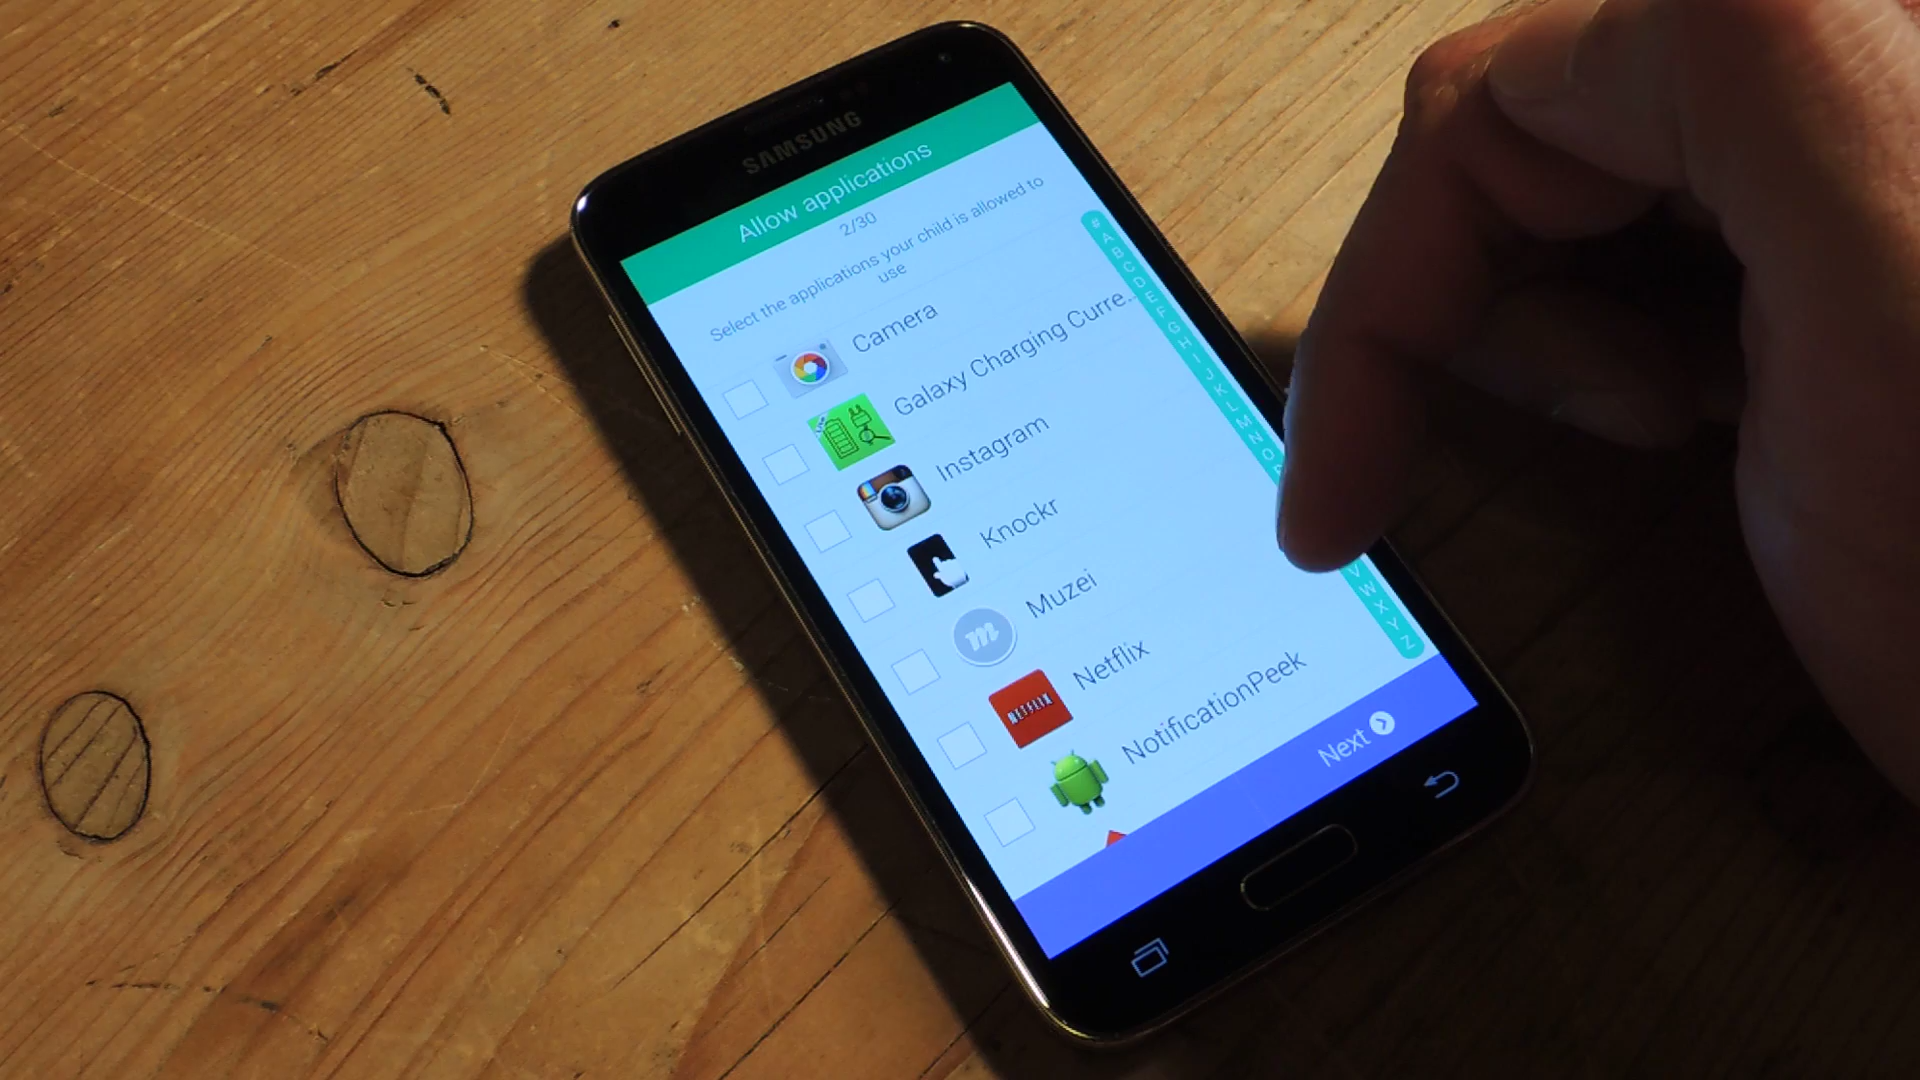 SAMSUNG
Allow applications
2/30
Select the applications your child is allowed to
use
Camera
Galaxy Charging Curre...
Instagram
Knockr
Muzei
m
Netflix
NETFLIX
NotificationPeek
#
A
B
C
D
E
F
G
H
I
J
K
L
M
N
O
P
V
W
X
Y
Z
Next